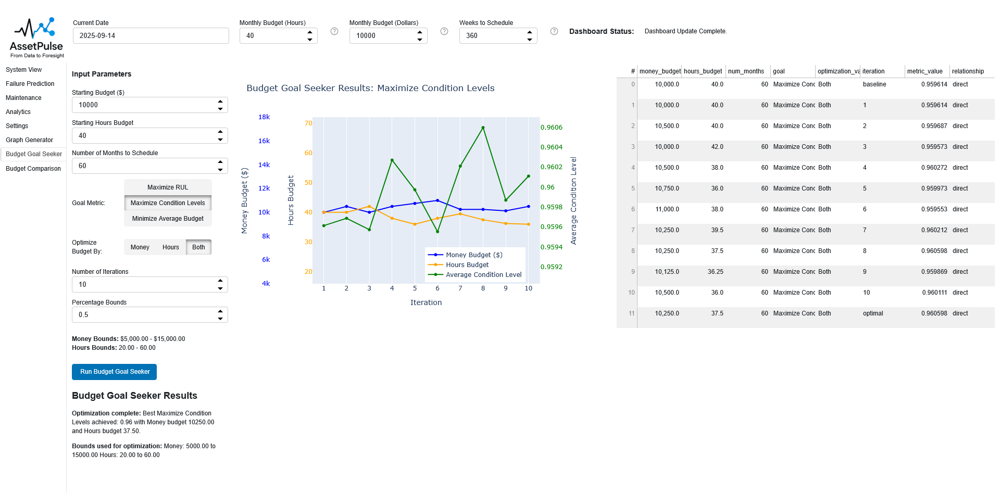 AssetPulse
From Data to Foresight
Current Date
2025-09-14
Monthly Budget (Hours)
40
Monthly Budget (Dollars)
10000
Weeks to Schedule
360
Dashboard Status: Dashboard Update Complete.
System View
Failure Prediction
Maintenance
Analytics
Settings
Graph Generator
Budget Goal Seeker
Budget Comparison
Input Parameters
Starting Budget ($)
10000
Starting Hours Budget
40
Number of Months to Schedule
60
Goal Metric:
Maximize RUL
Maximize Condition Levels
Minimize Average Budget
Optimize
Budget By:
Money Hours Both
Number of Iterations
10
Percentage Bounds
0.5
Money Bounds: $5,000.00 - $15,000.00
Hours Bounds: 20.00 - 60.00
Run Budget Goal Seeker
Budget Goal Seeker Results
Optimization complete: Best Maximize Condition
Levels achieved: 0.96 with Money budget 10250.00
and Hours budget 37.50.
Bounds used for optimization: Money: 5000.00 to
15000.00 Hours: 20.00 to 60.00
Budget Goal Seeker Results: Maximize Condition Levels
Money Budget ($)
18k
16k
14k
12k
10k
8k
6k
4k
Hours Budget
70
60
50
40
30
20
0.9606
0.9604
0.9602
0.96
0.9598
0.9596
0.9594
0.9592
Average Condition Level
Money Budget ($)
Hours Budget
Average Condition Level
1 2 3 4 5 6 7 8 9 10
Iteration
# money_budget hours_budget num_months goal optimization_va iteration metric_value relationship
0 10,000.0 40.0 60 Maximize Conc Both baseline 0.959614 direct
1 10,000.0 40.0 60 Maximize Conc Both 1 0.959614 direct
2 10,500.0 40.0 60 Maximize Conc Both 2 0.959687 direct
3 10,000.0 42.0 60 Maximize Conc Both 3 0.959573 direct
4 10,500.0 38.0 60 Maximize Conc Both 4 0.960272 direct
5 10,750.0 36.0 60 Maximize Conc Both 5 0.959973 direct
6 11,000.0 38.0 60 Maximize Conc Both 6 0.959553 direct
7 10,250.0 39.5 60 Maximize Conc Both 7 0.960212 direct
8 10,250.0 37.5 60 Maximize Conc Both 8 0.960598 direct
9 10,125.0 36.25 60 Maximize Conc Both 9 0.959869 direct
10 10,500.0 36.0 60 Maximize Conc Both 10 0.960111 direct
11 10,250.0 37.5 60 Maximize Conc Both optimal 0.960598 direct